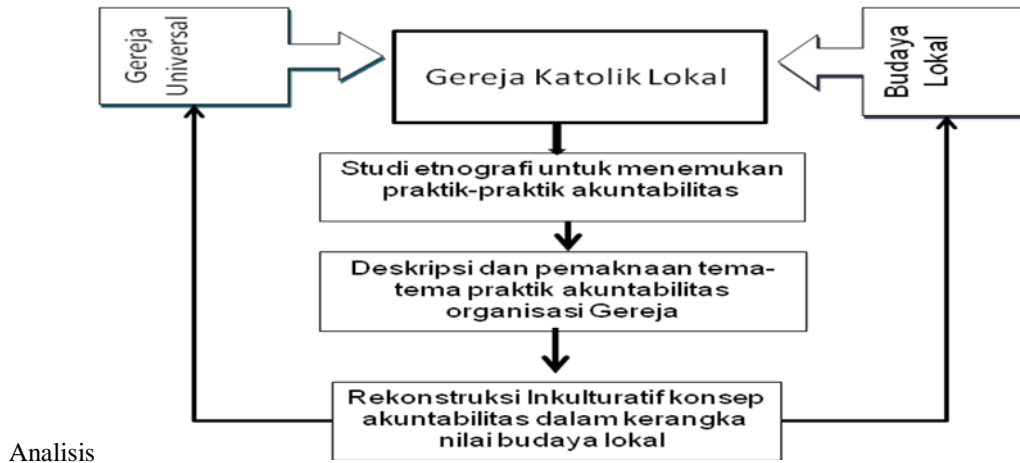 Gereja
Universal
Gereja Katolik Lokal
Budaya
Lokal
Studi etnografi untuk menemukan
praktik-praktik akuntabilitas
Deskripsi dan pemaknaan tema-
tema praktik akuntabilitas
organisasi Gereja
Rekonstruksi Inkulturatif konsep
akuntabilitas dalam kerangka
nilai budaya lokal
Analisis